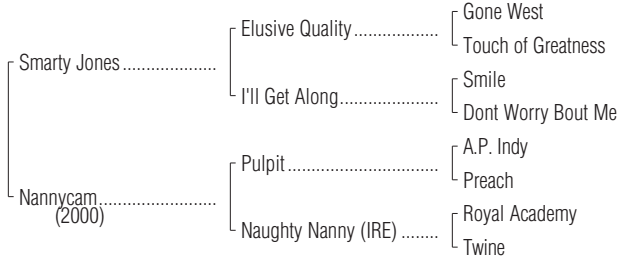 Gone West
Elusive Quality..................
Touch of Greatness
Smarty Jones....................
Smile
I'll Get Along.....................
Dont Worry Bout Me
A.P. Indy
Pulpit................................
Preach
Nannycam.........................
(2000)
Royal Academy
Naughty Nanny (IRE) ........
Twine